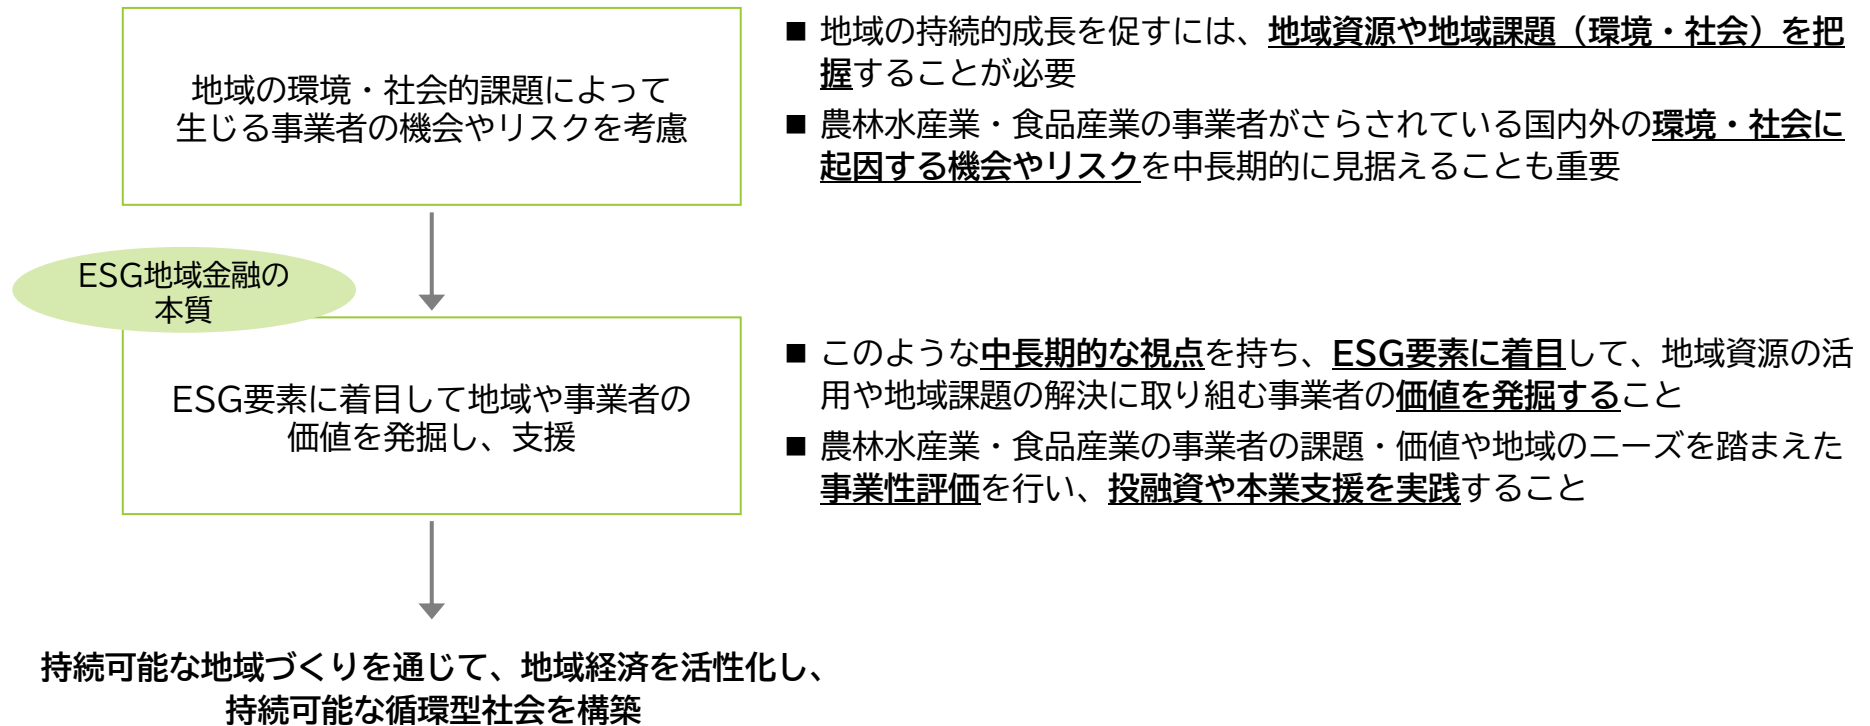 地域の環境・社会的課題によって
生じる事業者の機会やリスクを考慮
■ 地域の持続的成長を促すには、地域資源や地域課題（環境・社会）を把
握することが必要
■ 農林水産業・食品産業の事業者がさらされている国内外の環境・社会に
起因する機会やリスクを中長期的に見据えることも重要
ESG地域金融の
本質
ESG要素に着目して地域や事業者の
価値を発掘し、支援
■ このような中長期的な視点を持ち、ESG要素に着目して、地域資源の活
用や地域課題の解決に取り組む事業者の価値を発掘すること
■ 農林水産業・食品産業の事業者の課題・価値や地域のニーズを踏まえた
事業性評価を行い、投融資や本業支援を実践すること
持続可能な地域づくりを通じて、地域経済を活性化し、
持続可能な循環型社会を構築